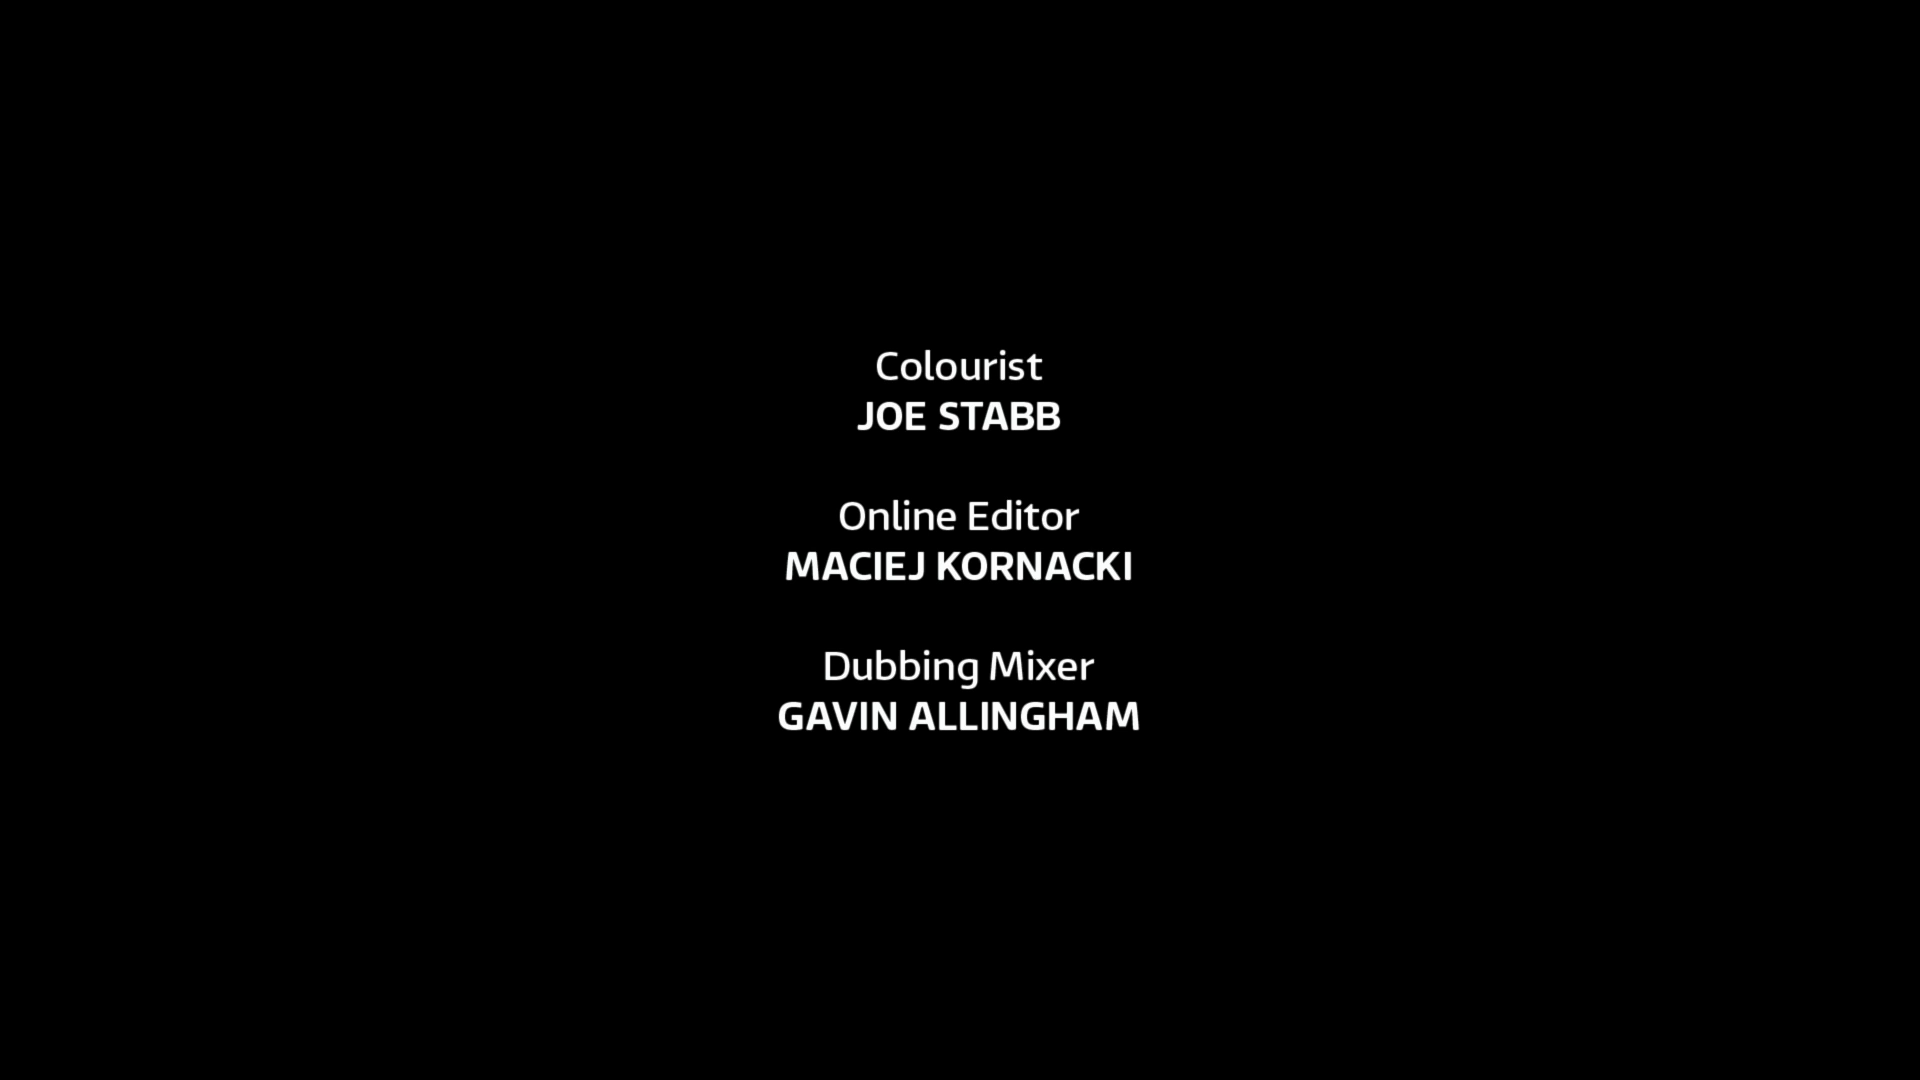 Colourist
JOE STABB
Online Editor
MACIEJ KORNACKI
Dubbing Mixer
GAVIN ALLINGHAM